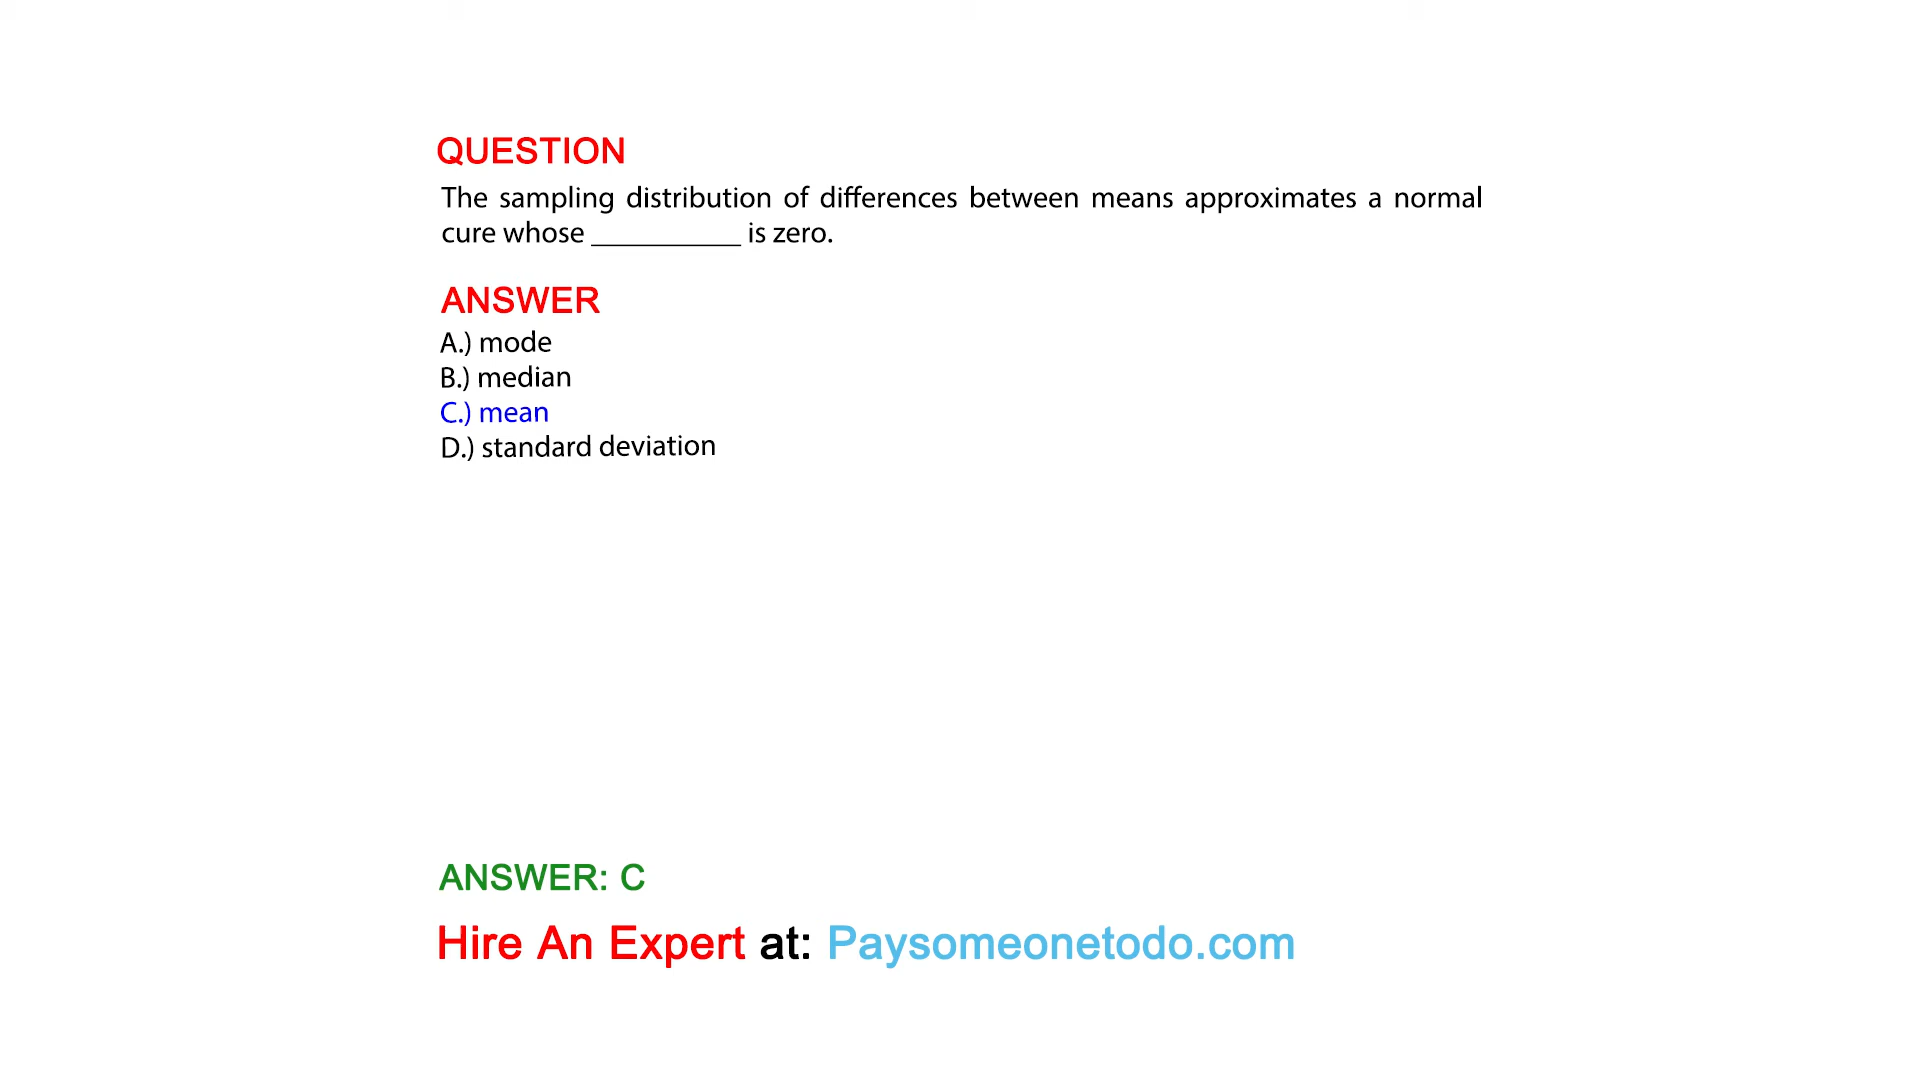 QUESTION
The sampling distribution of differences between means approximates a normal
cure whose __________ is zero.
ANSWER
A.) mode
B.) median
C.) mean
D.) standard deviation
ANSWER: C
Hire An Expert at: Paysomeonetodo.com